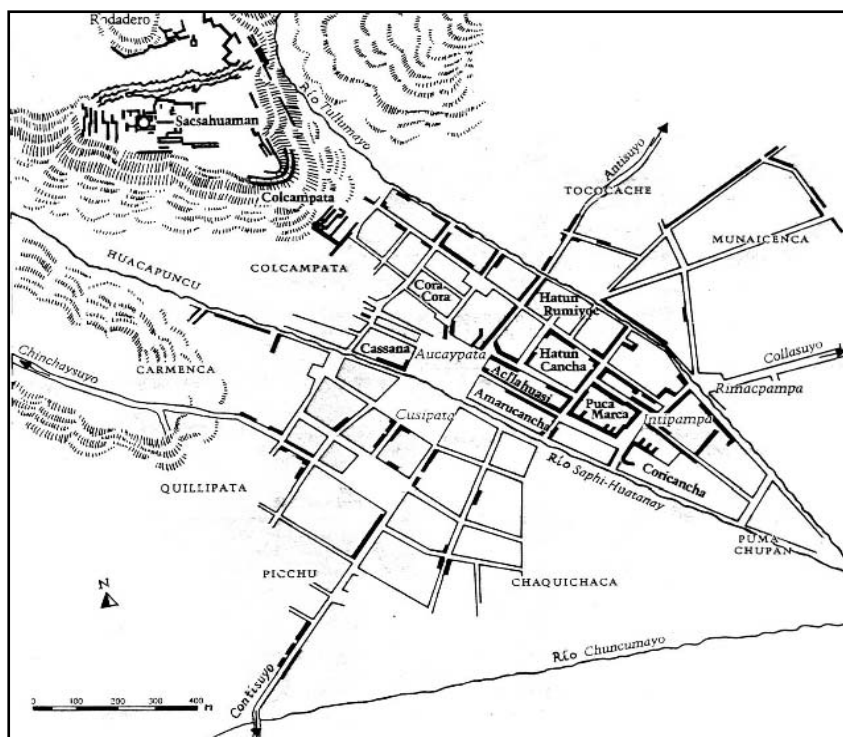 Rodadero
Sacsahuaman
Río Tullumayo
Colcampata
COLCAMPATA
HUACAPUNCU
Antisuyo
TOCOCACHE
MUNAICENCA
Cora-
Cora
Hatun
Rumiyoc
Cassana
Aucaypata
Hatun
Cancha
Chinchaysuyo
CARMENCA
Acllahuasi
Collasuyo
Amarucancha
Puca
Marca
Rimacpampa
Cusipata
Intipampa
Río Saphi-Huatanay
Coricancha
QUILLIPATA
PUMA
CHUPAN
PICCHU
CHAQUICHACA
N
Río Chuncumayo
Contisuyo
0 100 200 300 400 M